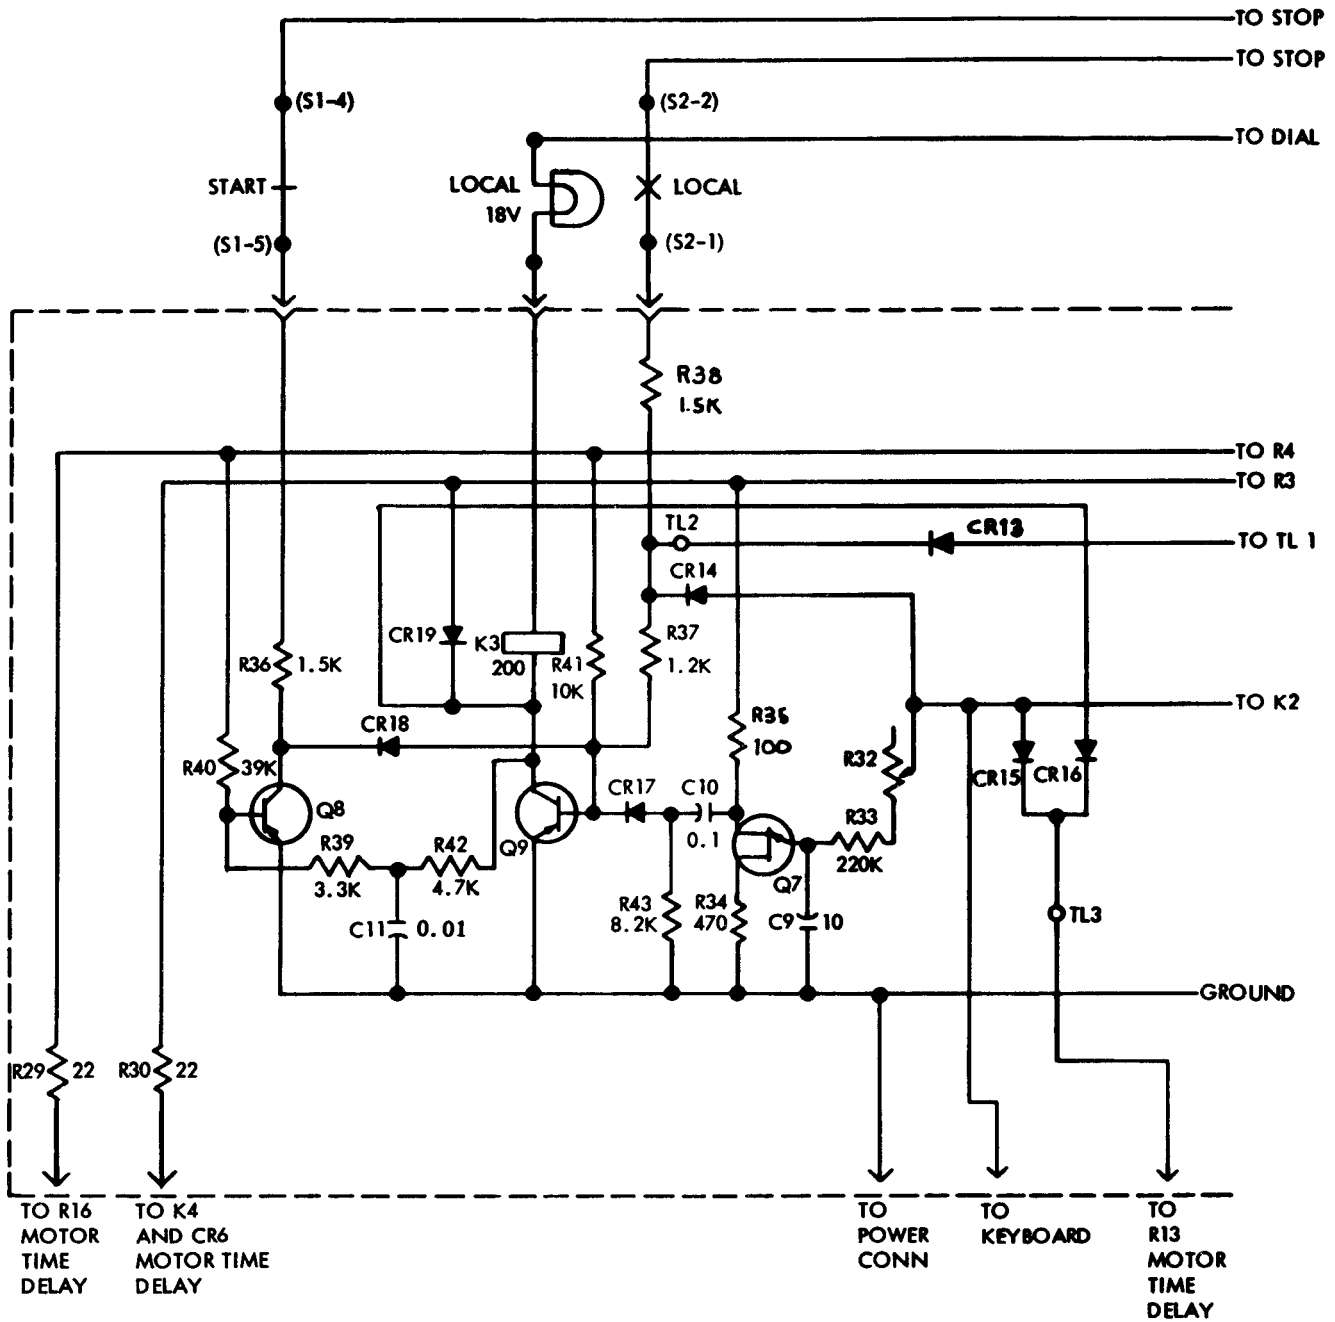 TO STOP
TO STOP
(S1-4)
(S2-2)
TO DIAL
START
LOCAL
18V
LOCAL
(S1-5)
(S2-1)
R38
1.5K
TO R4
TO R3
TL2
CR13
TO TL 1
CR14
CR19
K3
200
R41
10K
R37
1.2K
R36
1.5K
TO K2
CR18
R35
100
R40
39K
R32
CR15
CR16
Q8
CR17
C10
0.1
R33
220K
Q9
R39
3.3K
R42
4.7K
Q7
C11
0.01
R43
8.2K
R34
470
C9
10
TL3
GROUND
R29
22
R30
22
TO R16
MOTOR
TIME
DELAY
TO K4
AND CR6
MOTOR TIME
DELAY
TO
POWER
CONN
TO
KEYBOARD
TO
R13
MOTOR
TIME
DELAY